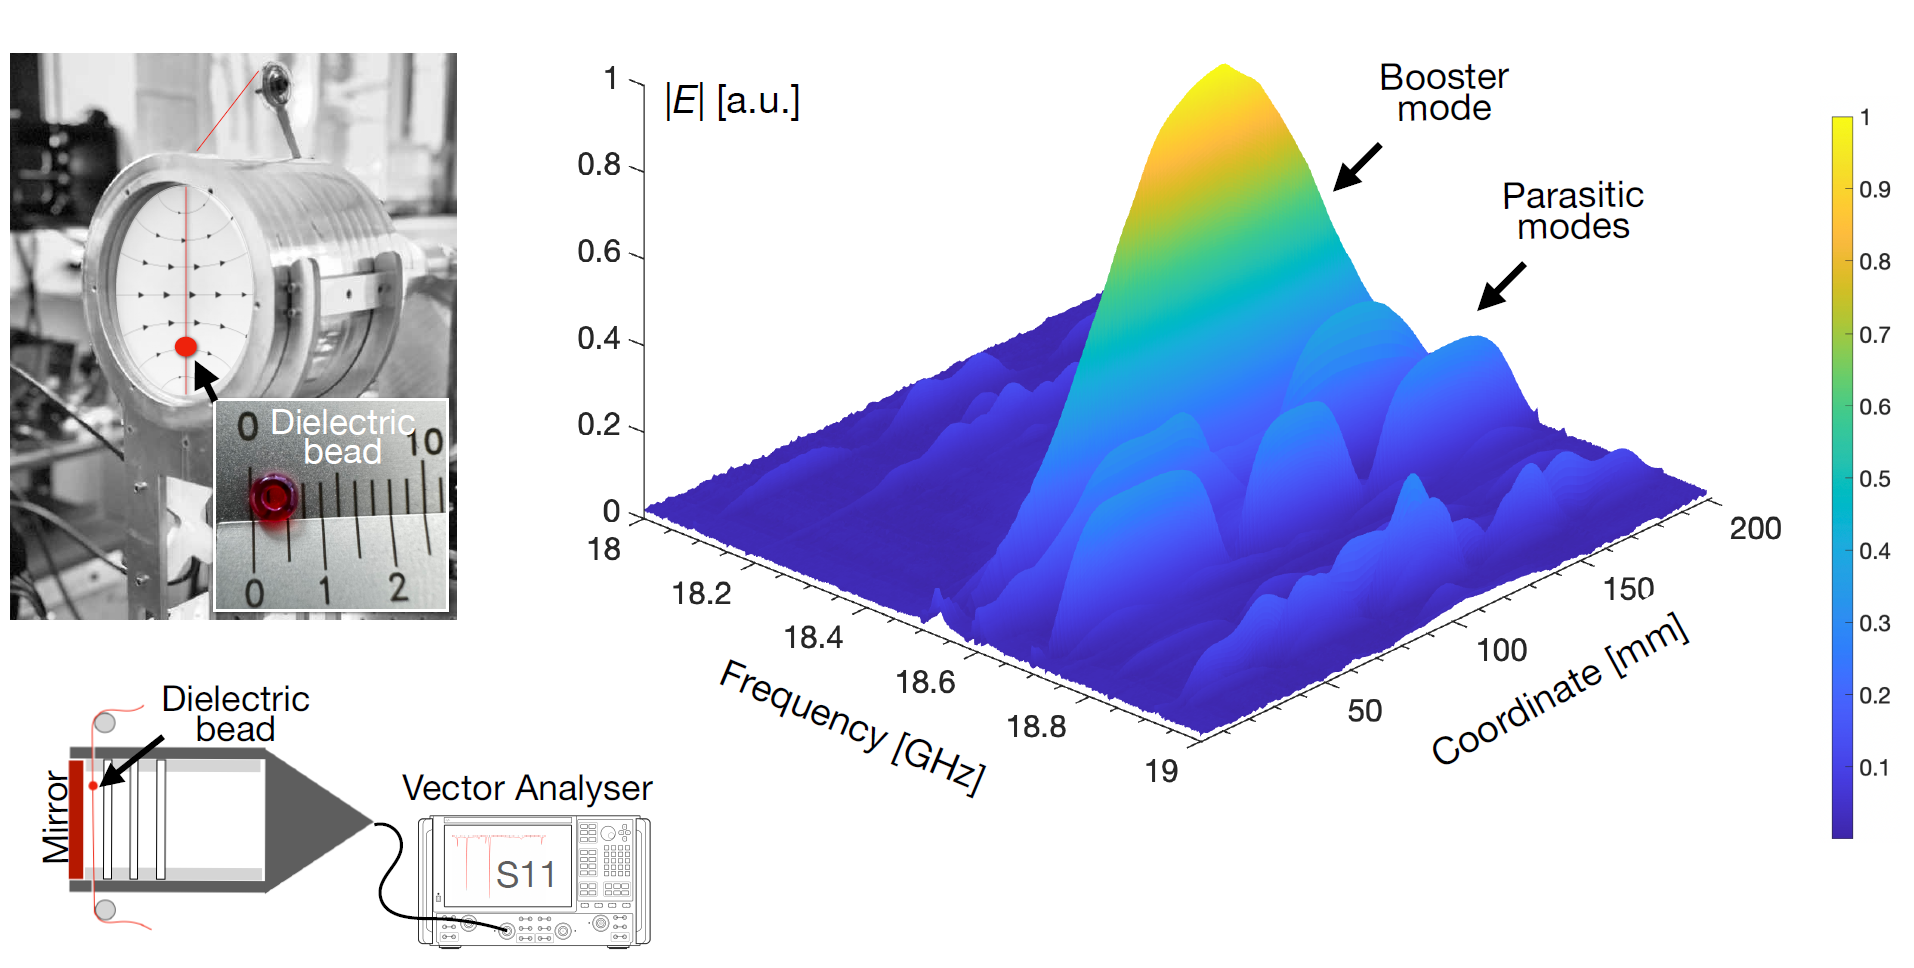 Dielectric
bead
0
10
0
1
2
Dielectric
bead
Mirror
Vector Analyser
S11
|E| [a.u.]
1
0.8
0.6
0.4
0.2
0
18
18.2
18.4
18.6
18.8
19
Frequency [GHz]
50
100
150
200
Coordinate [mm]
Booster
mode
Parasitic
modes
1
0.9
0.8
0.7
0.6
0.5
0.4
0.3
0.2
0.1